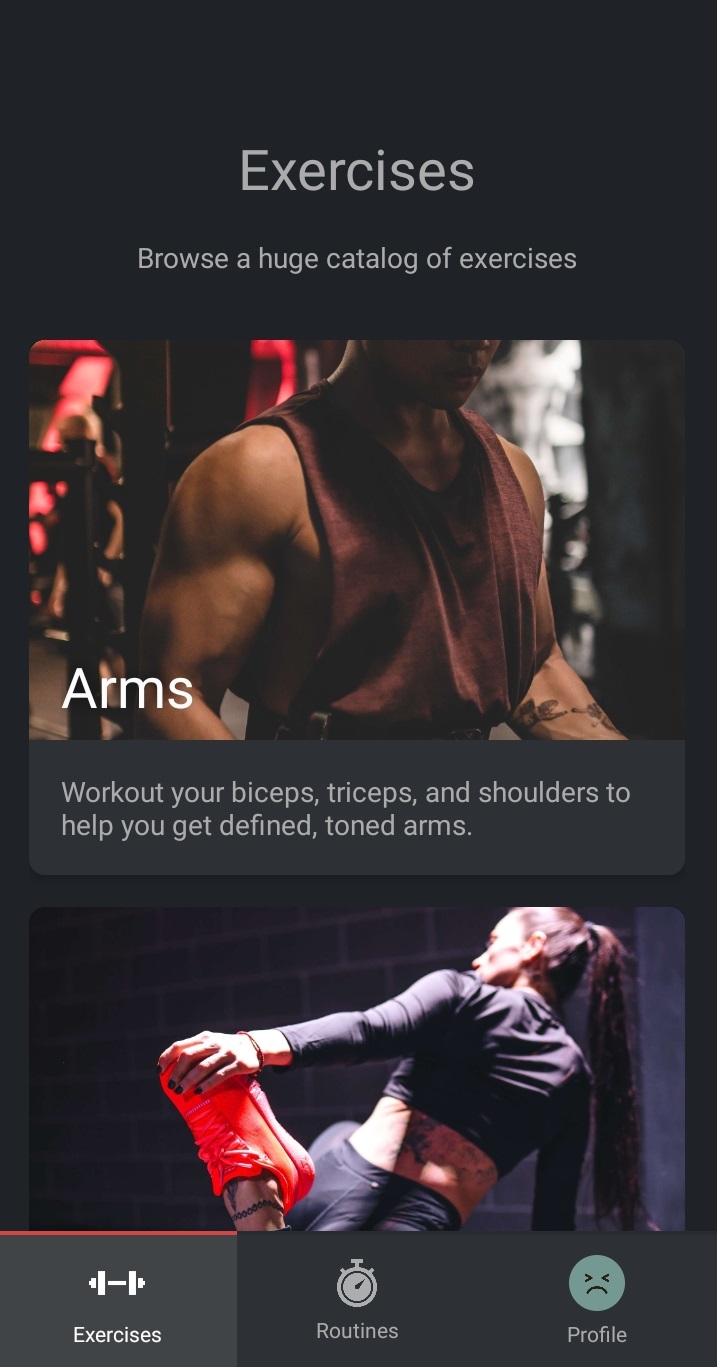 Exercises
Browse a huge catalog of exercises
Arms
Workout your biceps, triceps, and shoulders to
help you get defined, toned arms.
Exercises
Routines
Profile